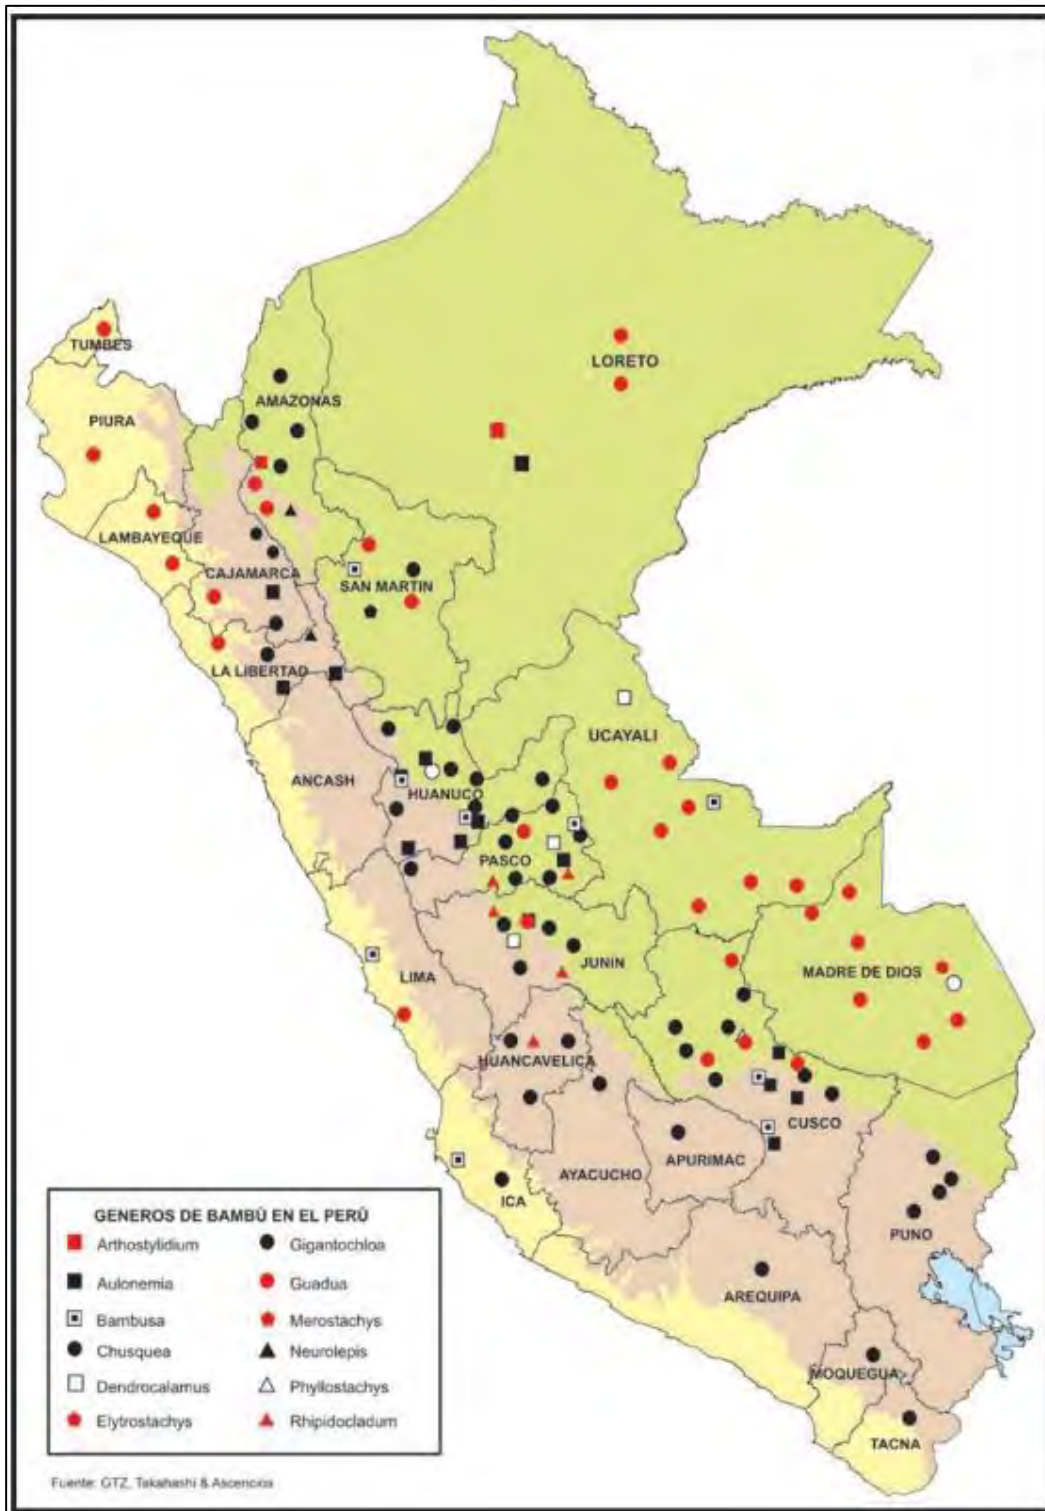 TUMBES
LORETO
AMAZONAS
PIURA
LAMBAYEQUE
CAJAMARCA
SAN MARTIN
LA LIBERTAD
UCAYALI
ANCASH
HUANUCO
PASCO
JUNIN
LIMA
MADRE DE DIOS
HUANCAVELICA
CUSCO
APURIMAC
AYACUCHO
ICA
PUNO
AREQUIPA
MOQUEGUA
TACNA
GENEROS DE BAMBÚ EN EL PERÚ
Arthostylidium
Aulonemia
Bambusa
Chusquea
Dendrocalamus
Elytrostachys
Gigantochloa
Guadua
Merostachys
Neurolepis
Phyllostachys
Rhipidocladum
Fuente: GTZ, Takahashi & Ascencios